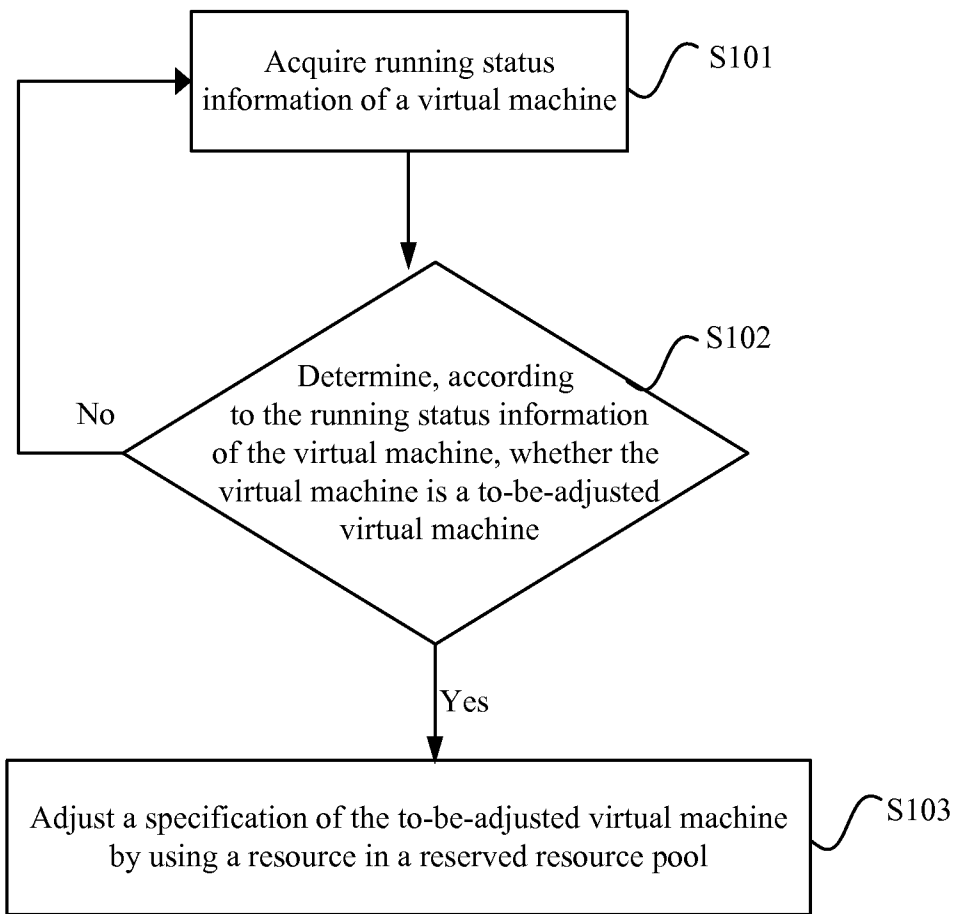 Acquire running status
information of a virtual machine
S101
S102
Determine, according
to the running status information
of the virtual machine, whether the
virtual machine is a to-be-adjusted
virtual machine
No
Yes
Adjust a specification of the to-be-adjusted virtual machine
by using a resource in a reserved resource pool
S103